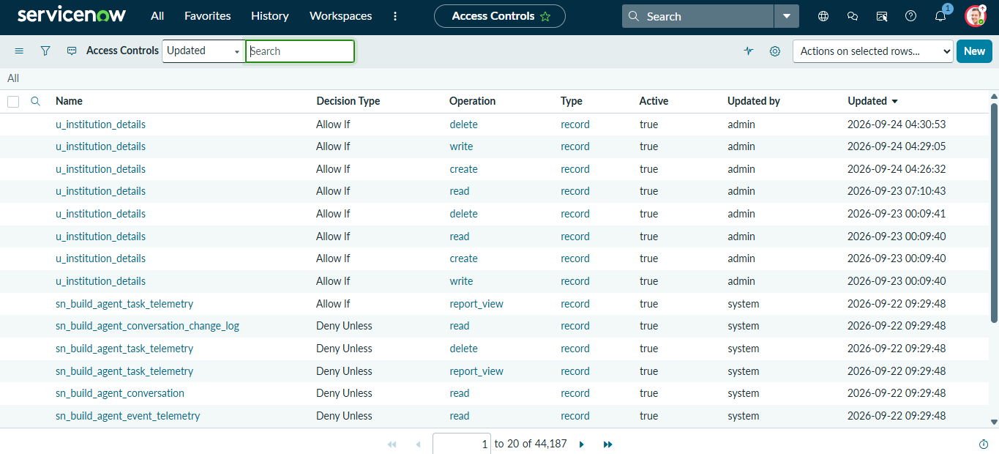 servicenow All Favorites History Workspaces Access Controls Search 1
Access Controls Updated Search Actions on selected rows... New
All
Name Decision Type Operation Type Active Updated by Updated
u_institution_details Allow If delete record true admin 2026-09-24 04:30:53
u_institution_details Allow If write record true admin 2026-09-24 04:29:05
u_institution_details Allow If create record true admin 2026-09-24 04:26:32
u_institution_details Allow If read record true admin 2026-09-23 07:10:43
u_institution_details Allow If delete record true admin 2026-09-23 00:09:41
u_institution_details Allow If read record true admin 2026-09-23 00:09:40
u_institution_details Allow If create record true admin 2026-09-23 00:09:40
u_institution_details Allow If write record true admin 2026-09-23 00:09:40
sn_build_agent_task_telemetry Allow If report_view record true system 2026-09-22 09:29:48
sn_build_agent_conversation_change_log Deny Unless read record true system 2026-09-22 09:29:48
sn_build_agent_task_telemetry Deny Unless delete record true system 2026-09-22 09:29:48
sn_build_agent_task_telemetry Deny Unless report_view record true system 2026-09-22 09:29:48
sn_build_agent_conversation Deny Unless read record true system 2026-09-22 09:29:48
sn_build_agent_event_telemetry Deny Unless read record true system 2026-09-22 09:29:48
1 to 20 of 44,187